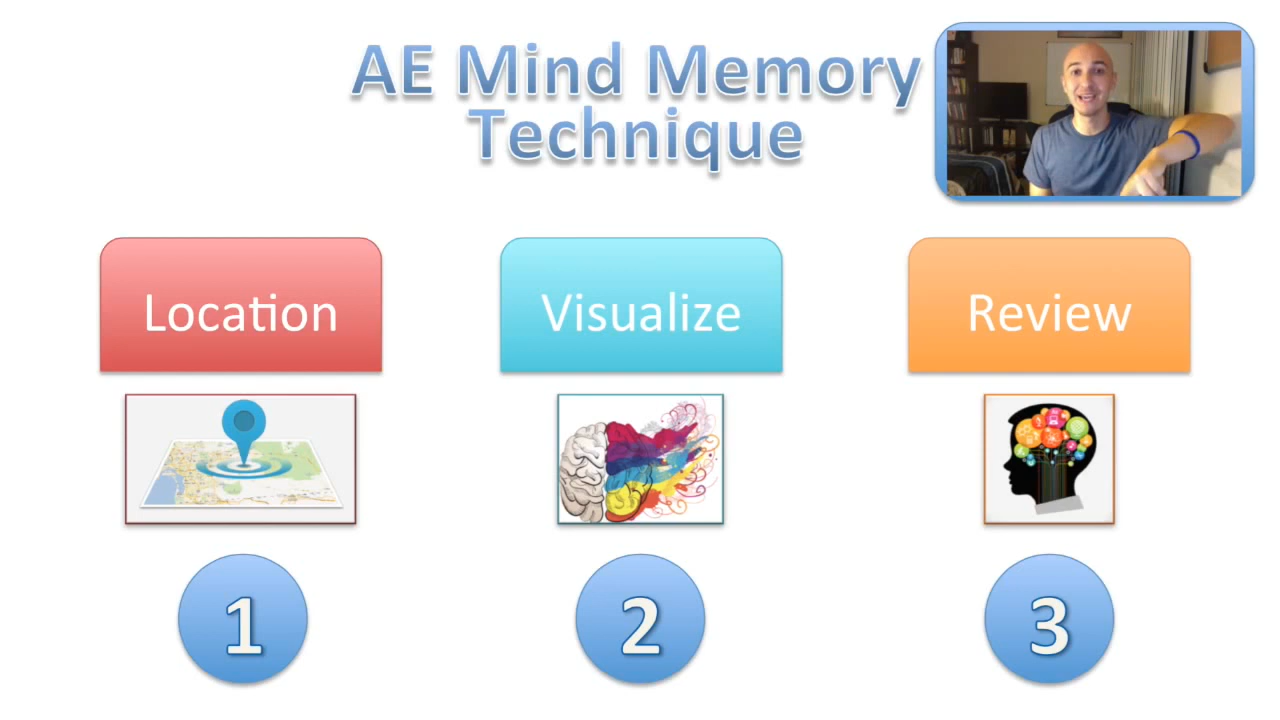 AE Mind Memory
Technique
Location
Visualize
Review
1
2
3